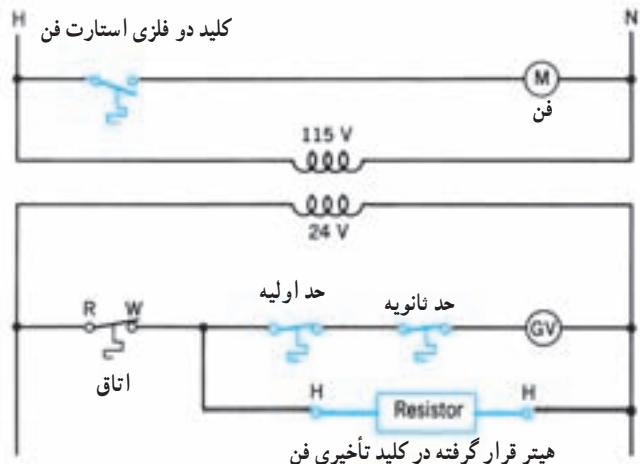 H
N
کلید دو فلزی استارت فن
M
فن
115 V
24 V
حد اولیه
حد ثانویه
R W
GV
اتاق
H Resistor H
هیتر قرار گرفته در کلید تأخیری فن